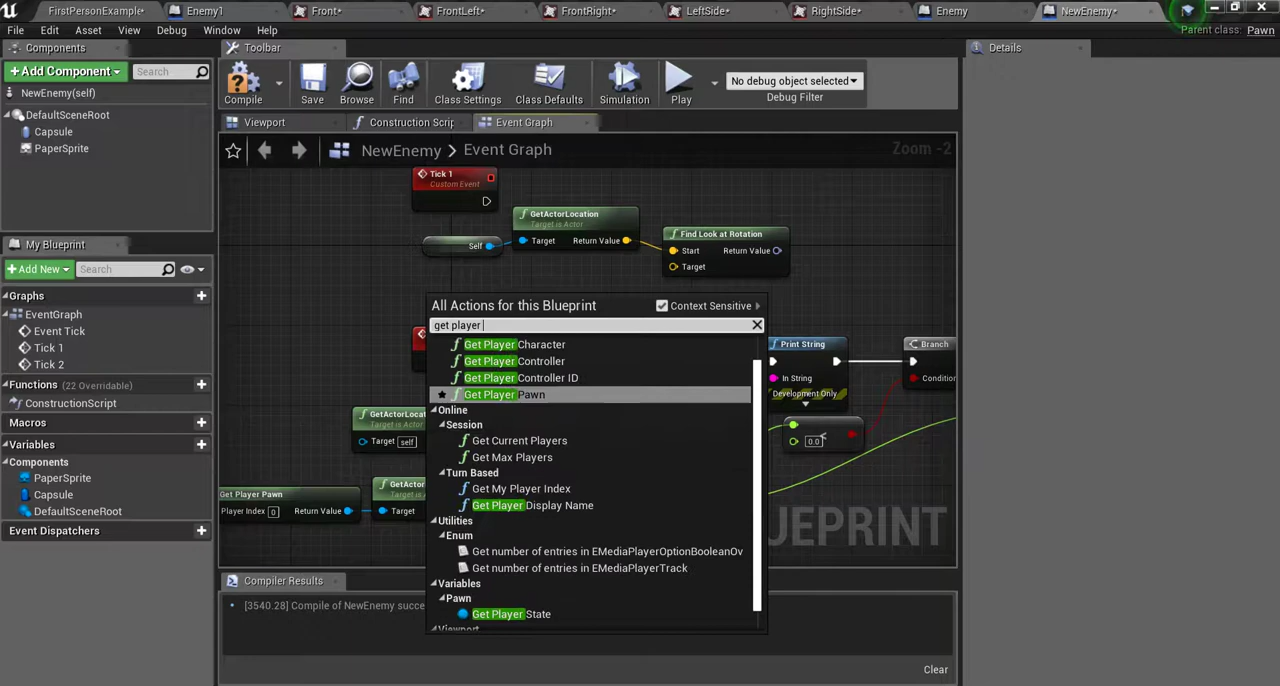 FirstPersonExample*
Enemy1
Front*
FrontLeft*
FrontRight*
LeftSide*
RightSide*
Enemy
NewEnemy*
File Edit Asset View Debug Window Help
Parent class: Pawn
Components
Toolbar
Details
+Add Component
Search
NewEnemy(self)
DefaultSceneRoot
Capsule
PaperSprite
Compile
Save
Browse
Find
Class Settings
Class Defaults
Simulation
Play
No debug object selected
Debug Filter
Viewport
Construction Scrip
Event Graph
NewEnemy > Event Graph
Zoom -2
My Blueprint
+Add New
Search
Graphs
EventGraph
Event Tick
Tick 1
Tick 2
Functions (22 Overridable)
ConstructionScript
Macros
Variables
Components
PaperSprite
Capsule
DefaultSceneRoot
Event Dispatchers
Tick 1
Custom Event
GetActorLocation
Target is Actor
Self
Target
Return Value
Find Look at Rotation
Start
Return Value
Target
All Actions for this Blueprint
Context Sensitive
get player
Get Player Character
Get Player Controller
Get Player Controller ID
Get Player Pawn
Online
Session
Get Current Players
Get Max Players
Turn Based
Get My Player Index
Get Player Display Name
Utilities
Enum
Get number of entries in EMediaPlayerOptionBooleanOv
Get number of entries in EMediaPlayerTrack
Variables
Pawn
Get Player State
Viewport
Print String
In String
Development Only
Branch
Condition
0.0
GetActorLocat
Target is Acto
Target self
Get Player Pawn
Player Index 0
Return Value
GetActor
Target is A
Target
UEPRINT
Compiler Results
[3540.28] Compile of NewEnemy succe
Clear